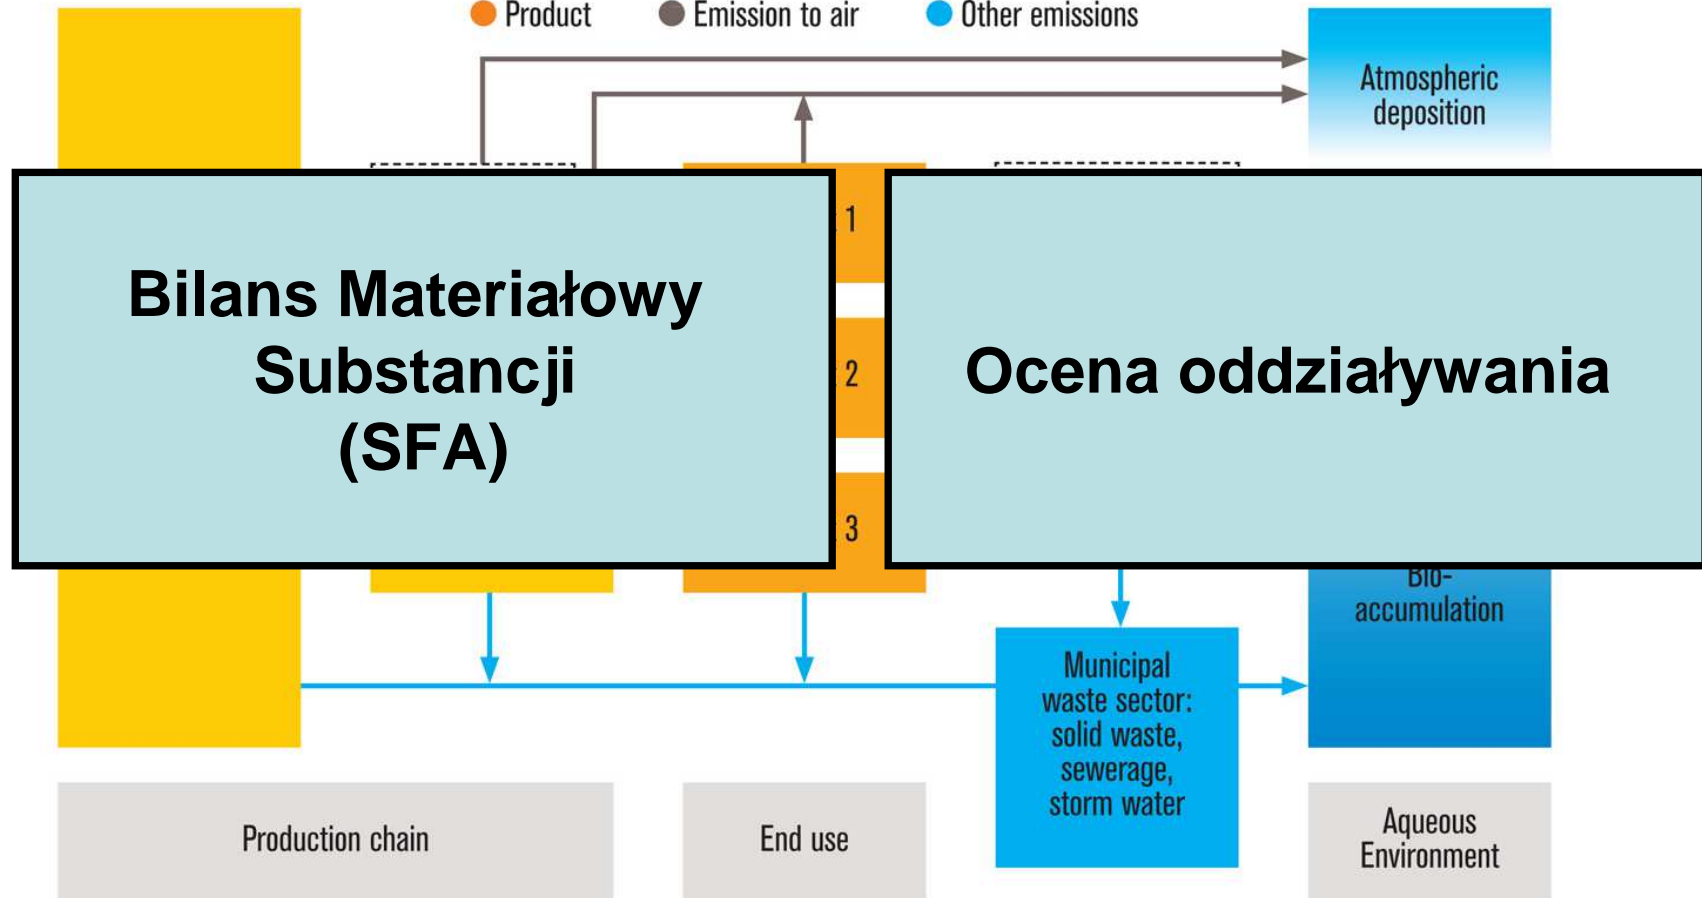 Product Emission to air Other emissions
Atmospheric
deposition
1
2
3
Bilans Materiałowy
Substancji
(SFA)
Ocena oddziaływania
Bio-
accumulation
Municipal
waste sector:
solid waste,
sewerage,
storm water
Production chain
End use
Aqueous
Environment